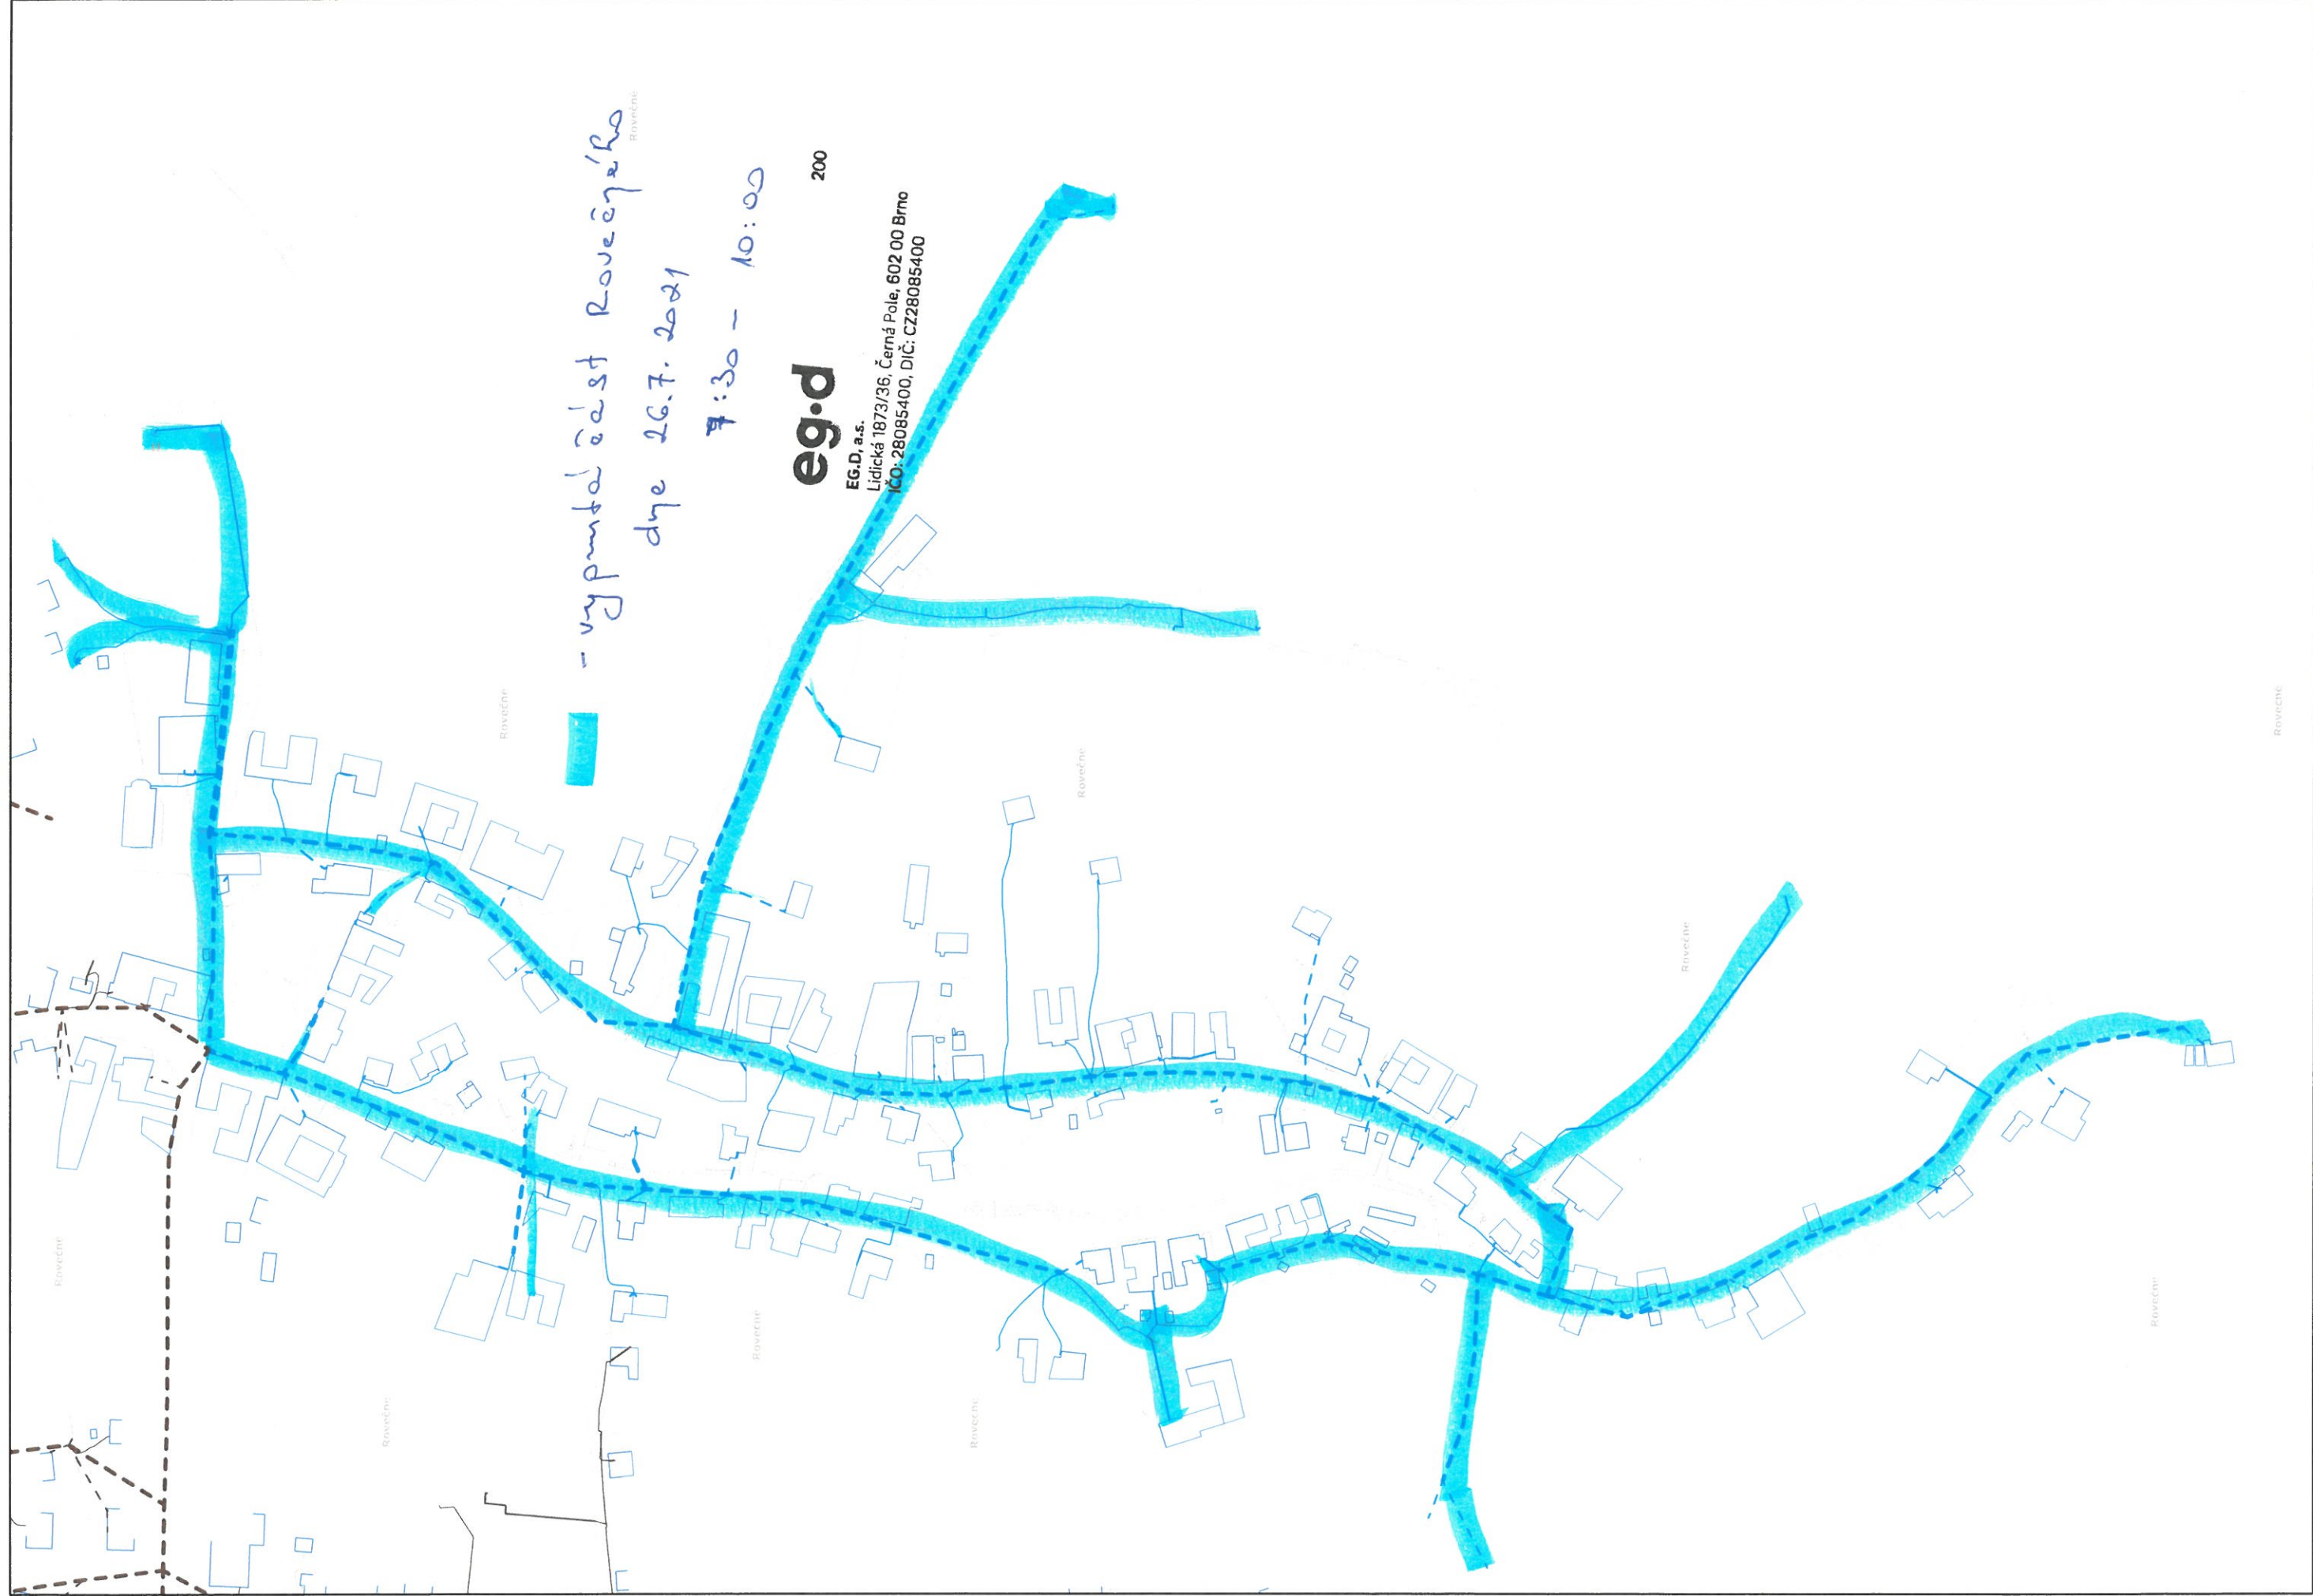 - vypnutá část Rovečného
dne 26.7. 2021
7:30 - 10:00
eg.d
200
EG.D, a.s.
Lidická 1873/36, Černá Pole, 602 00 Brno
IČO: 28085400, DIČ: CZ28085400
Rovečné
Rovečné
Rovečné
Rovečné
Rovečné
Rovečné
Rovečné
Rovečné
Rovečné
Rovečné